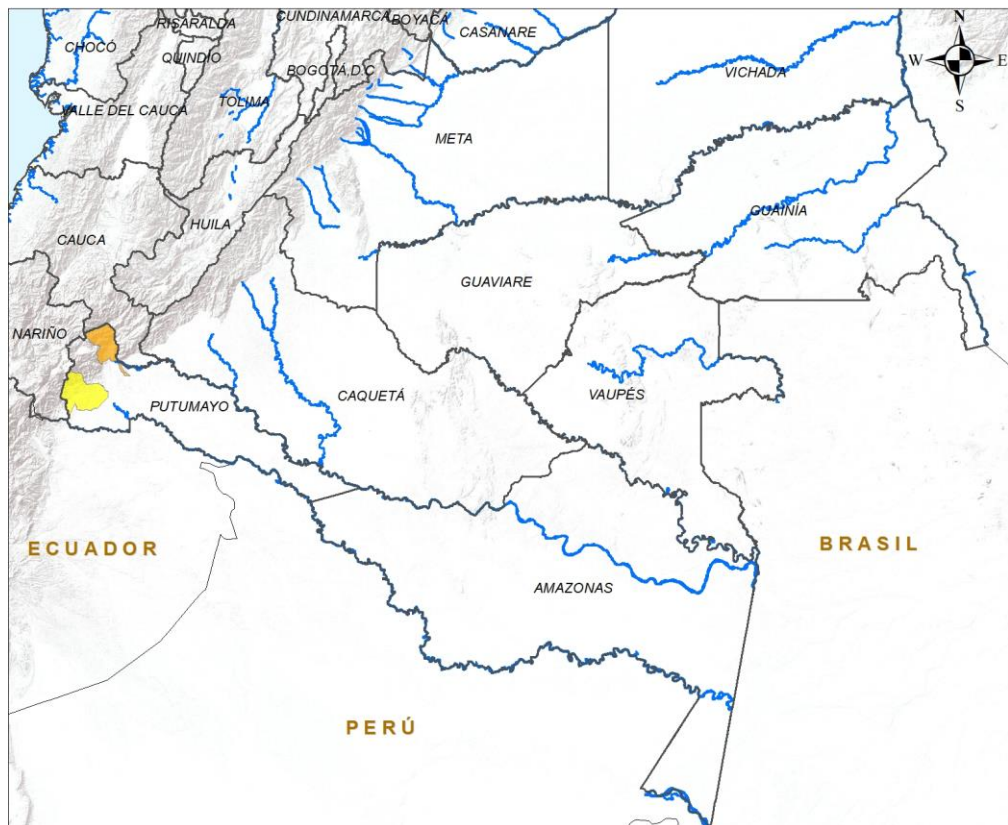 RISARALDA
CUNDINAMARCA
BOYACÁ
CASANARE
N
CHOCÓ
QUINDIO
BOGOTÁ D.C
VICHADA
W
E
S
TOLIMA
VALLE DEL CAUCA
META
GUAINÍA
HUILA
CAUCA
GUAVIARE
NARIÑO
CAQUETÁ
VAUPÉS
PUTUMAYO
ECUADOR
BRASIL
AMAZONAS
PERÚ